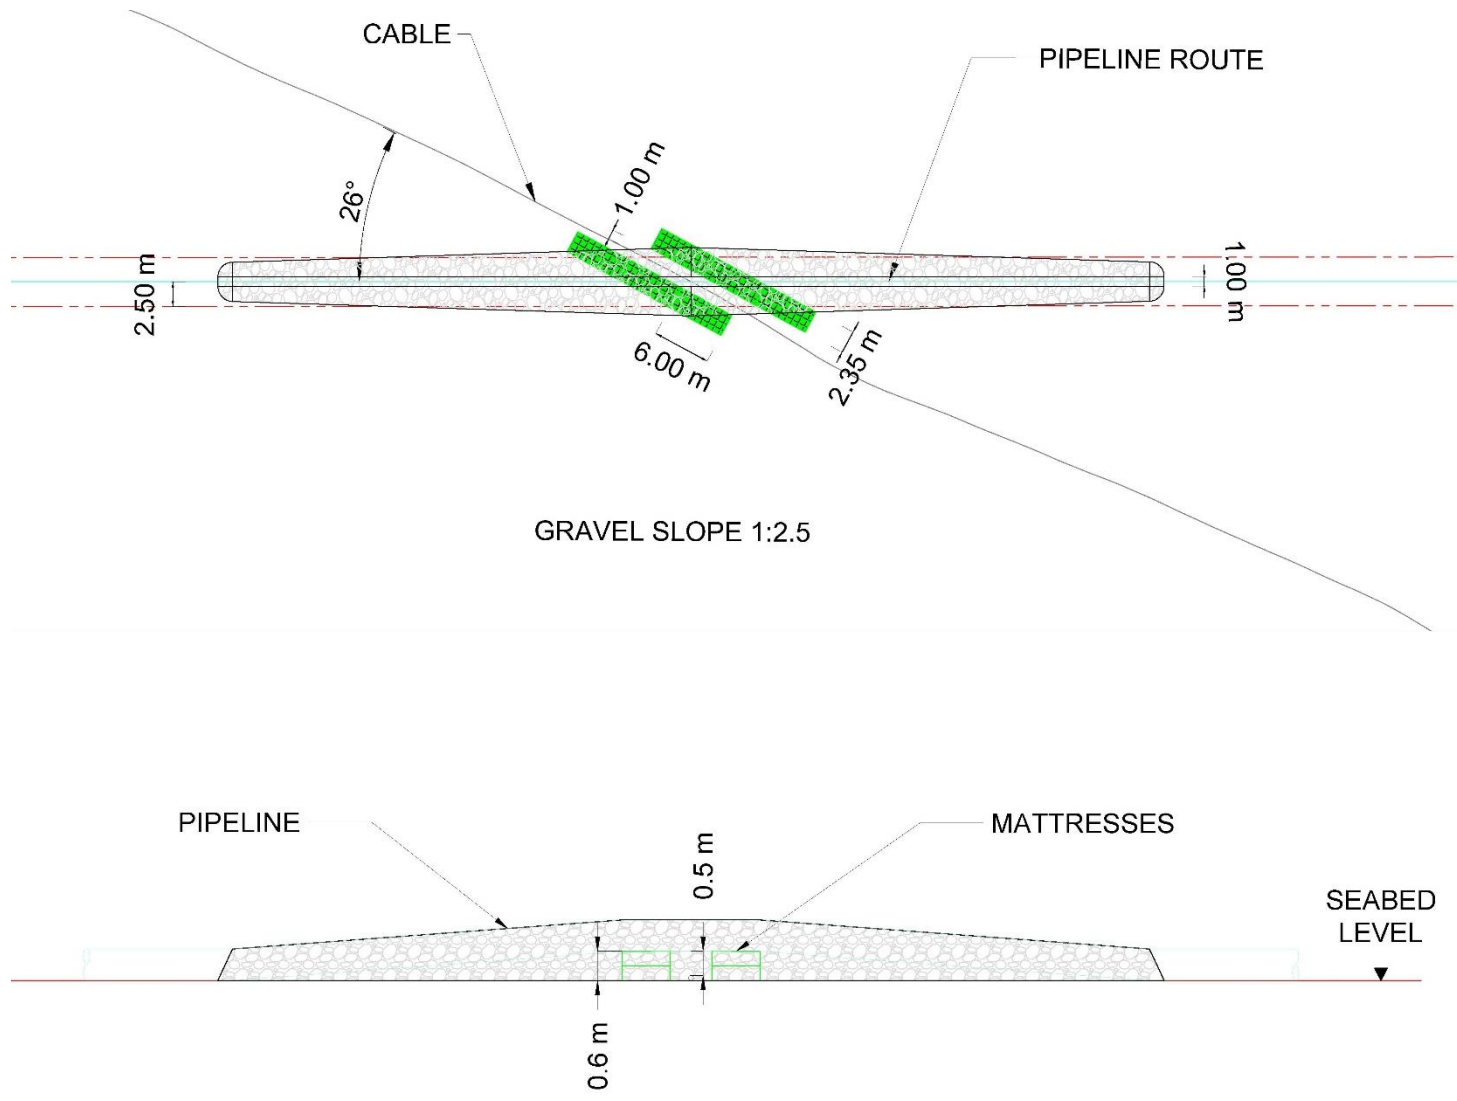 CABLE
PIPELINE ROUTE
1.00 m
26°
2.50 m
1.00 m
6.00 m
2.35 m
GRAVEL SLOPE 1:2.5
PIPELINE
MATTRESSES
0.5 m
SEABED
LEVEL
0.6 m